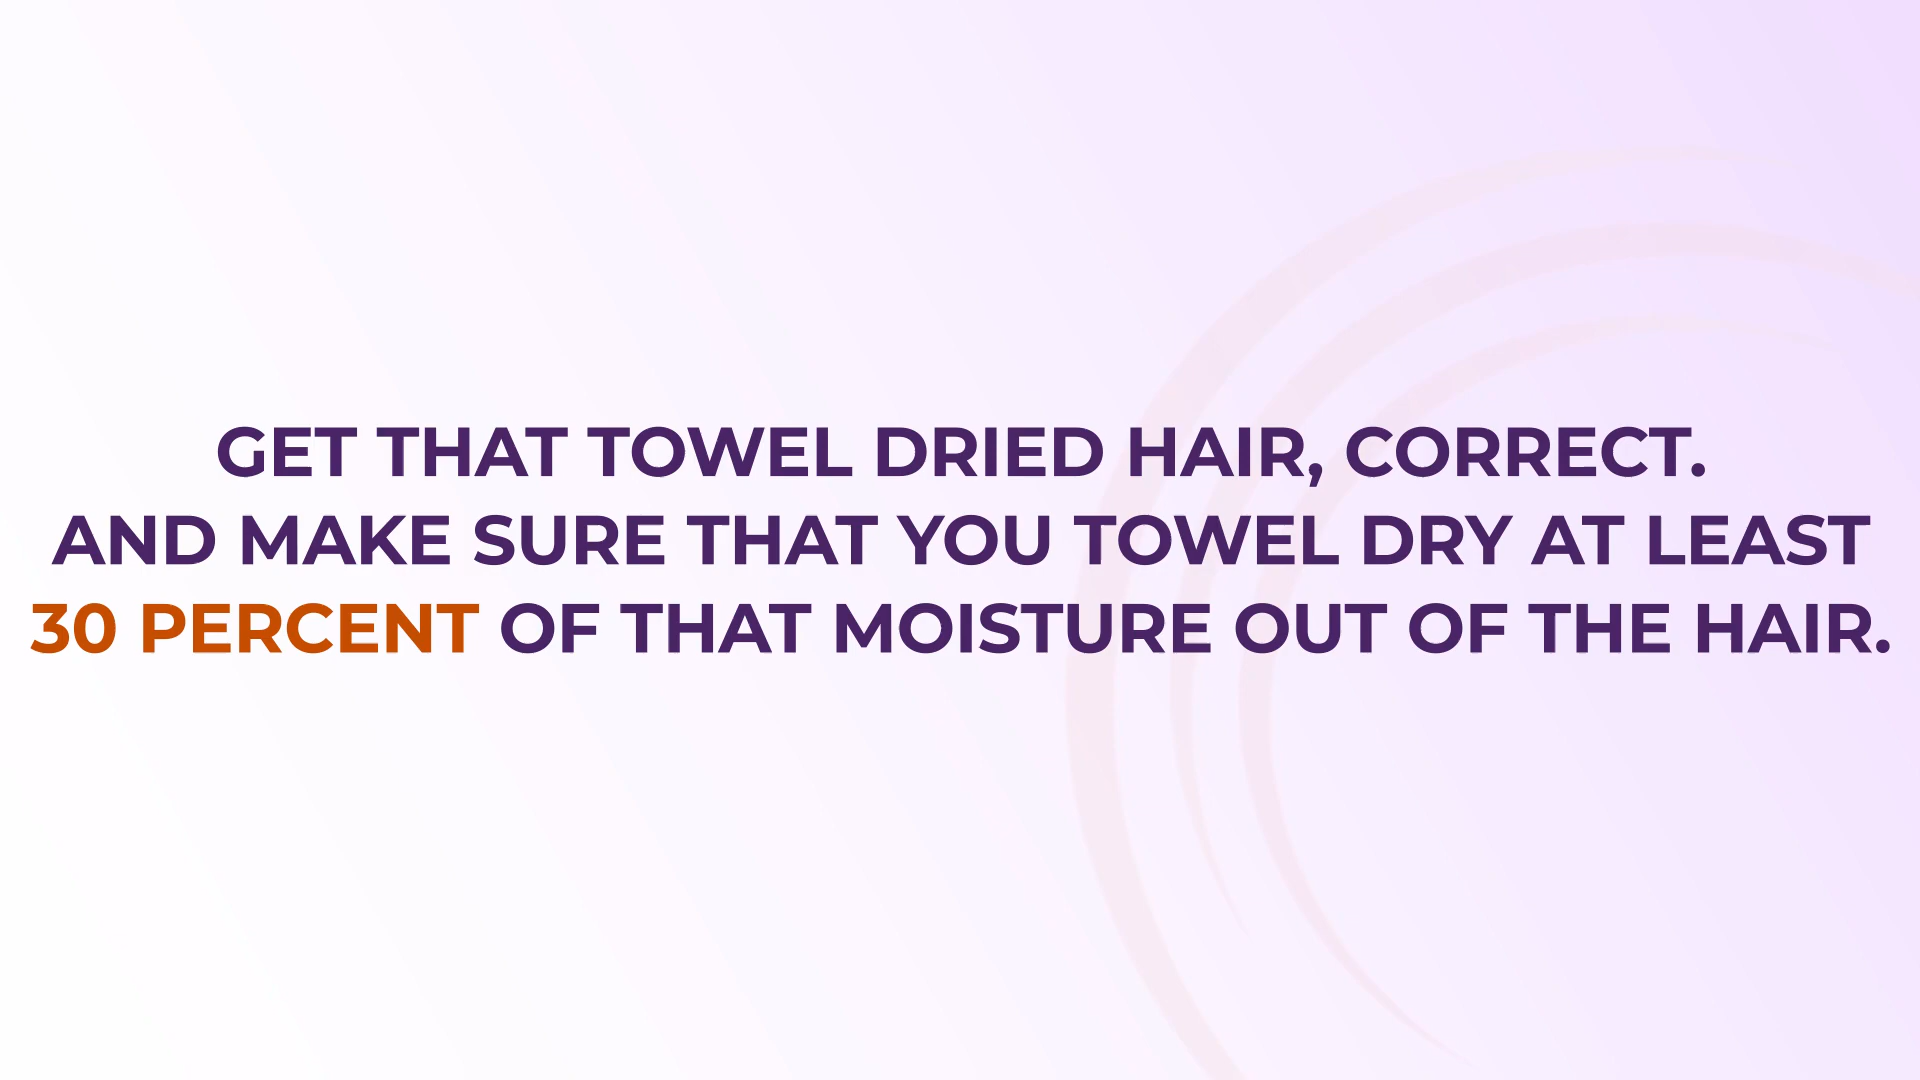 GET THAT TOWEL DRIED HAIR, CORRECT.
AND MAKE SURE THAT YOU TOWEL DRY AT LEAST
30 PERCENT OF THAT MOISTURE OUT OF THE HAIR.